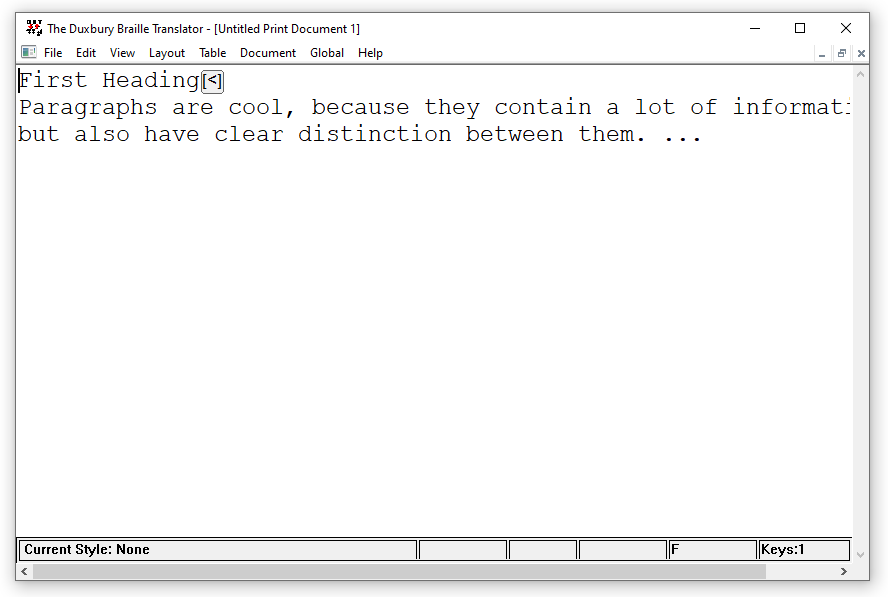 The Duxbury Braille Translator - [Untitled Print Document 1]
File Edit View Layout Table Document Global Help
First Heading[<]
Paragraphs are cool, because they contain a lot of informati
but also have clear distinction between them. ...
Current Style: None F Keys:1